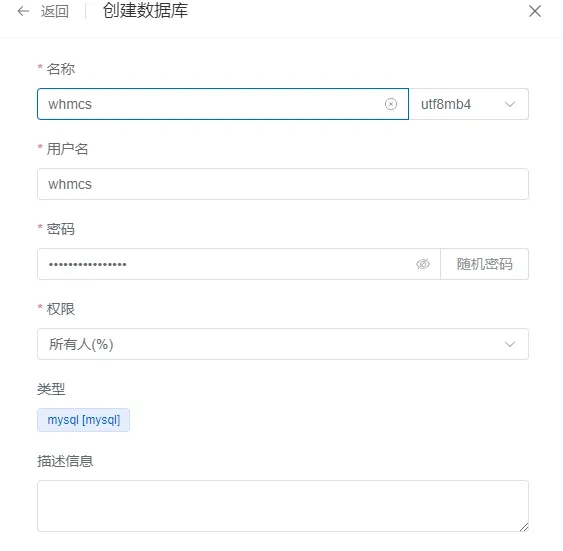 返回 创建数据库
* 名称
whmcs utf8mb4
* 用户名
whmcs
* 密码
•••••••••••••••• 随机密码
* 权限
所有人(%)
类型
mysql [mysql]
描述信息